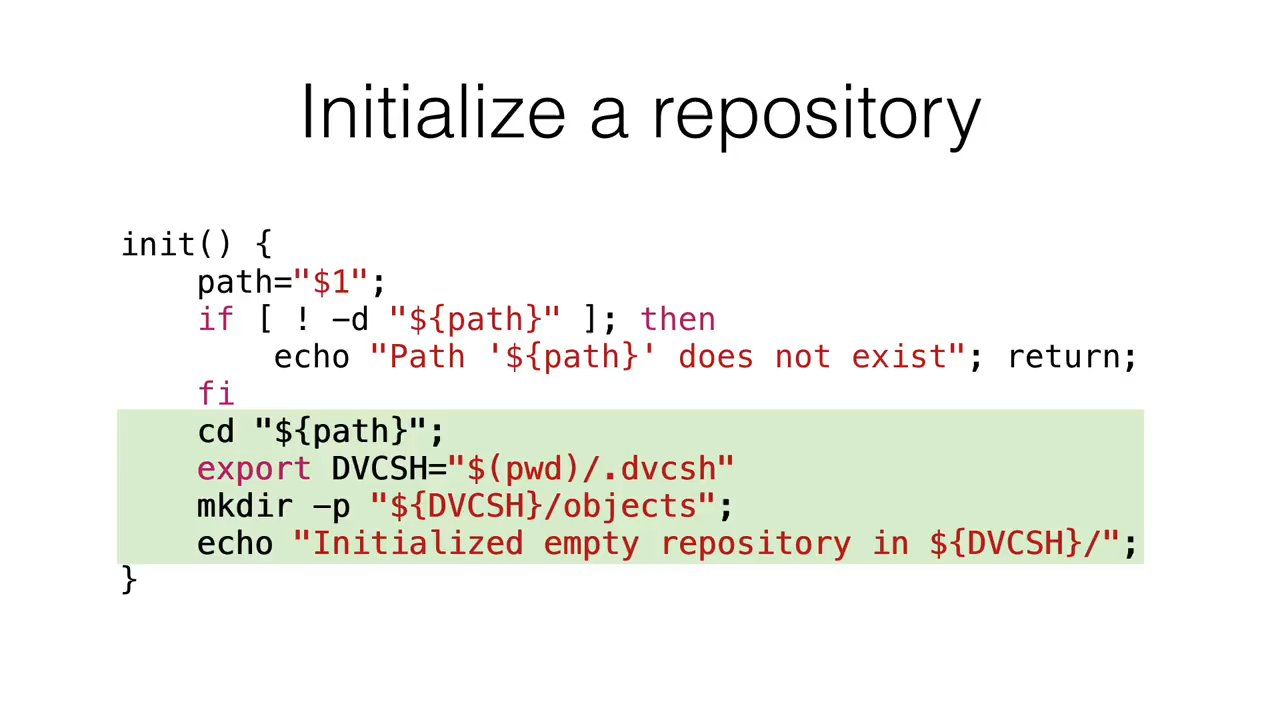 Initialize a repository
init() {
    path="$1";
    if [ ! -d "${path}" ]; then
        echo "Path '${path}' does not exist"; return;
    fi
    cd "${path}";
    export DVCSH="$(pwd)/.dvcsh"
    mkdir -p "${DVCSH}/objects";
    echo "Initialized empty repository in ${DVCSH}/";
}